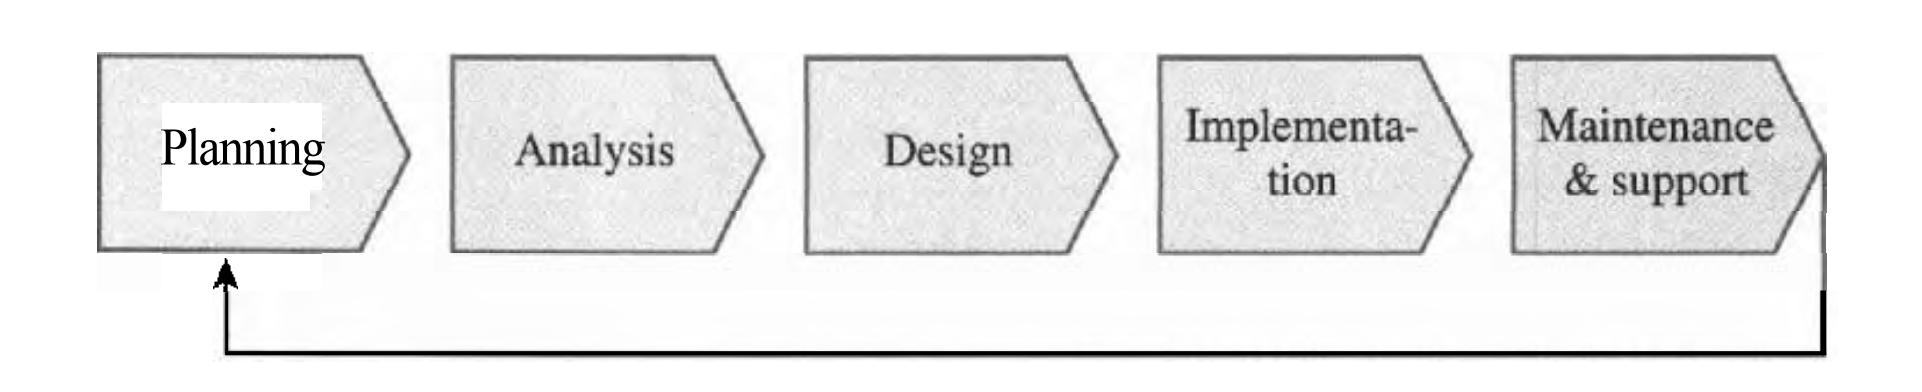 Planning
Analysis
Design
Implementa-
tion
Maintenance
& support